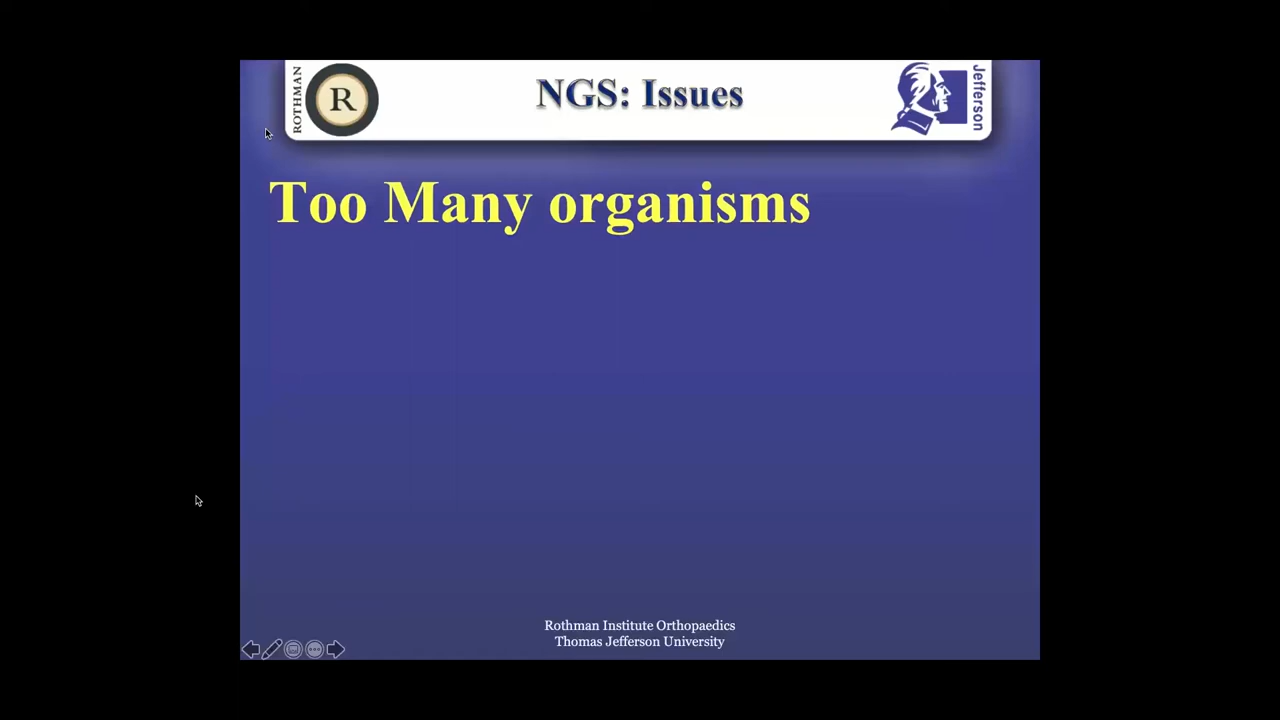 ROTHMAN
R
NGS: Issues
Jefferson
Too Many organisms
Rothman Institute Orthopaedics
Thomas Jefferson University